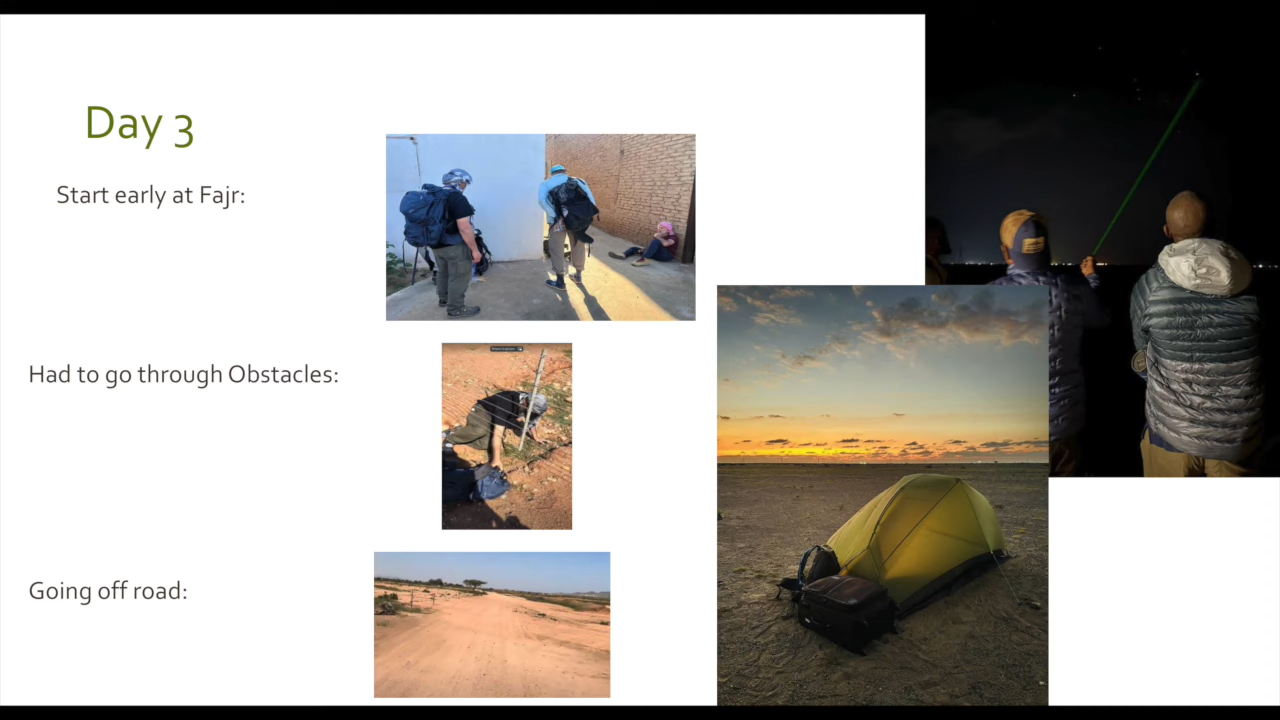 Day 3
Start early at Fajr:
Had to go through Obstacles:
Going off road: